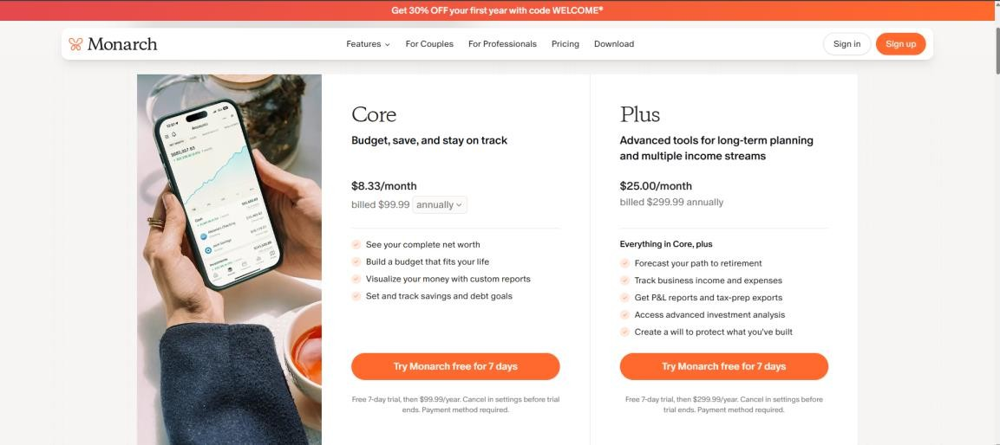 Get 30% OFF your first year with code WELCOME*
Monarch
Features
For Couples
For Professionals
Pricing
Download
Sign in
Sign up
12:51
Accounts
Core
Budget, save, and stay on track
$8.33/month
billed $99.99 annually
See your complete net worth
Build a budget that fits your life
Visualize your money with custom reports
Set and track savings and debt goals
Try Monarch free for 7 days
Free 7-day trial, then $99.99/year. Cancel in settings before trial
ends. Payment method required.
Plus
Advanced tools for long-term planning
and multiple income streams
$25.00/month
billed $299.99 annually
Everything in Core, plus
Forecast your path to retirement
Track business income and expenses
Get P&L reports and tax-prep exports
Access advanced investment analysis
Create a will to protect what you've built
Try Monarch free for 7 days
Free 7-day trial, then $299.99/year. Cancel in settings before
trial ends. Payment method required.